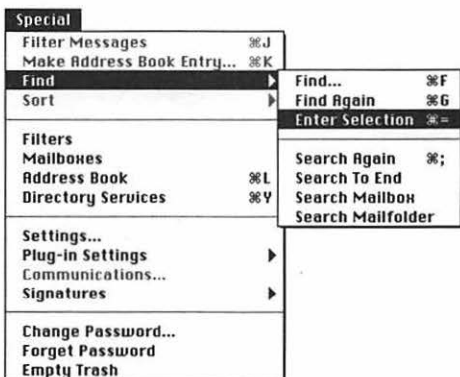 Special
Filter Messages ⌘J
Make Address Book Entry... ⌘K
Find
Sort
Filters
Mailboxes
Address Book ⌘L
Directory Services ⌘Y
Settings...
Plug-in Settings
Communications...
Signatures
Change Password...
Forget Password
Empty Trash
Find... ⌘F
Find Again ⌘G
Enter Selection ⌘=
Search Again ⌘;
Search To End
Search Mailbox
Search Mailfolder